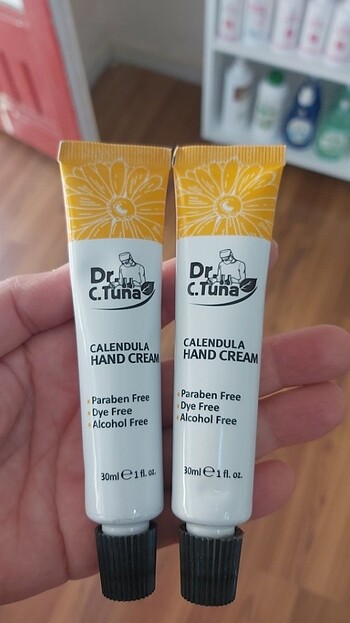 Dr.
C.Tuna
CALENDULA
HAND CREAM
Paraben Free
Dye Free
Alcohol Free
30ml ℮ 1 fl. oz.
Dr.
C.Tuna
CALENDULA
HAND CREAM
Paraben Free
Dye Free
Alcohol Free
30ml ℮ 1 fl. oz.